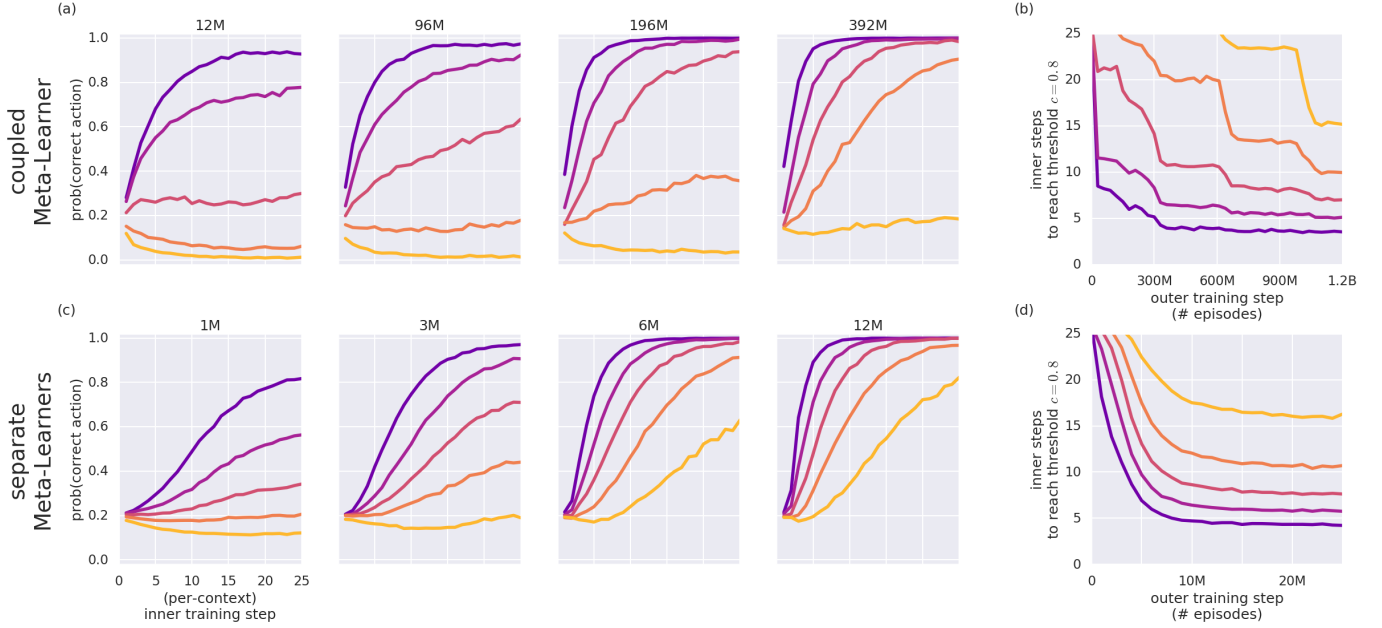 (a)
12M
96M
196M
392M
coupled
Meta-Learner
prob(correct action)
1.0
0.8
0.6
0.4
0.2
0.0
(b)
inner steps
to reach threshold c = 0.8
25
20
15
10
5
0
0 300M 600M 900M 1.2B
outer training step
(# episodes)
(c)
1M
3M
6M
12M
separate
Meta-Learners
prob(correct action)
1.0
0.8
0.6
0.4
0.2
0.0
0 5 10 15 20 25
(per-context)
inner training step
(d)
inner steps
to reach threshold c = 0.8
25
20
15
10
5
0
0 10M 20M
outer training step
(# episodes)